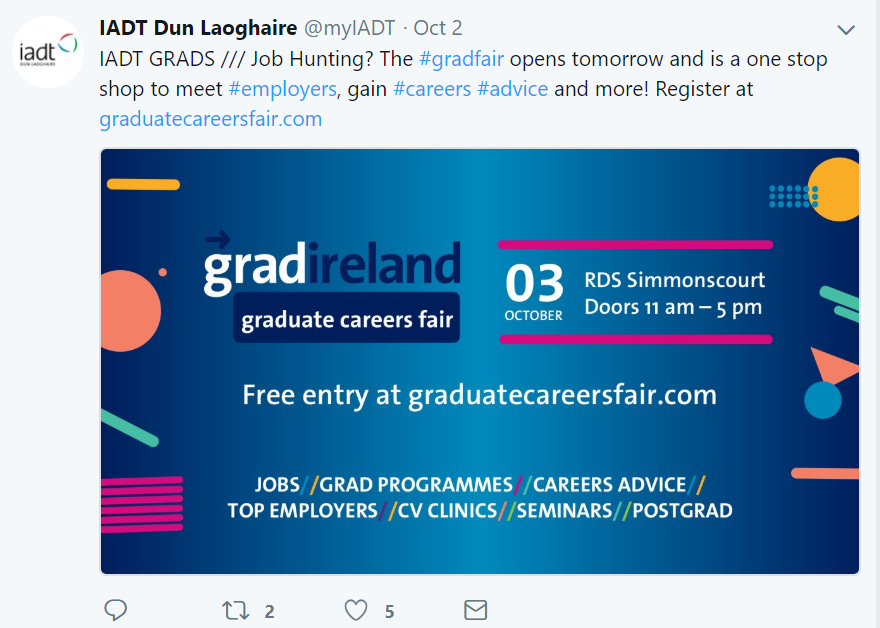 IADT Dun Laoghaire @myIADT · Oct 2
iadt
DUN LAOGHAIRE
IADT GRADS /// Job Hunting? The #gradfair opens tomorrow and is a one stop
shop to meet #employers, gain #careers #advice and more! Register at
graduatecareersfair.com
gradireland
graduate careers fair
03
OCTOBER
RDS Simmonscourt
Doors 11 am – 5 pm
Free entry at graduatecareersfair.com
JOBS//GRAD PROGRAMMES//CAREERS ADVICE//
TOP EMPLOYERS//CV CLINICS//SEMINARS//POSTGRAD
2
5